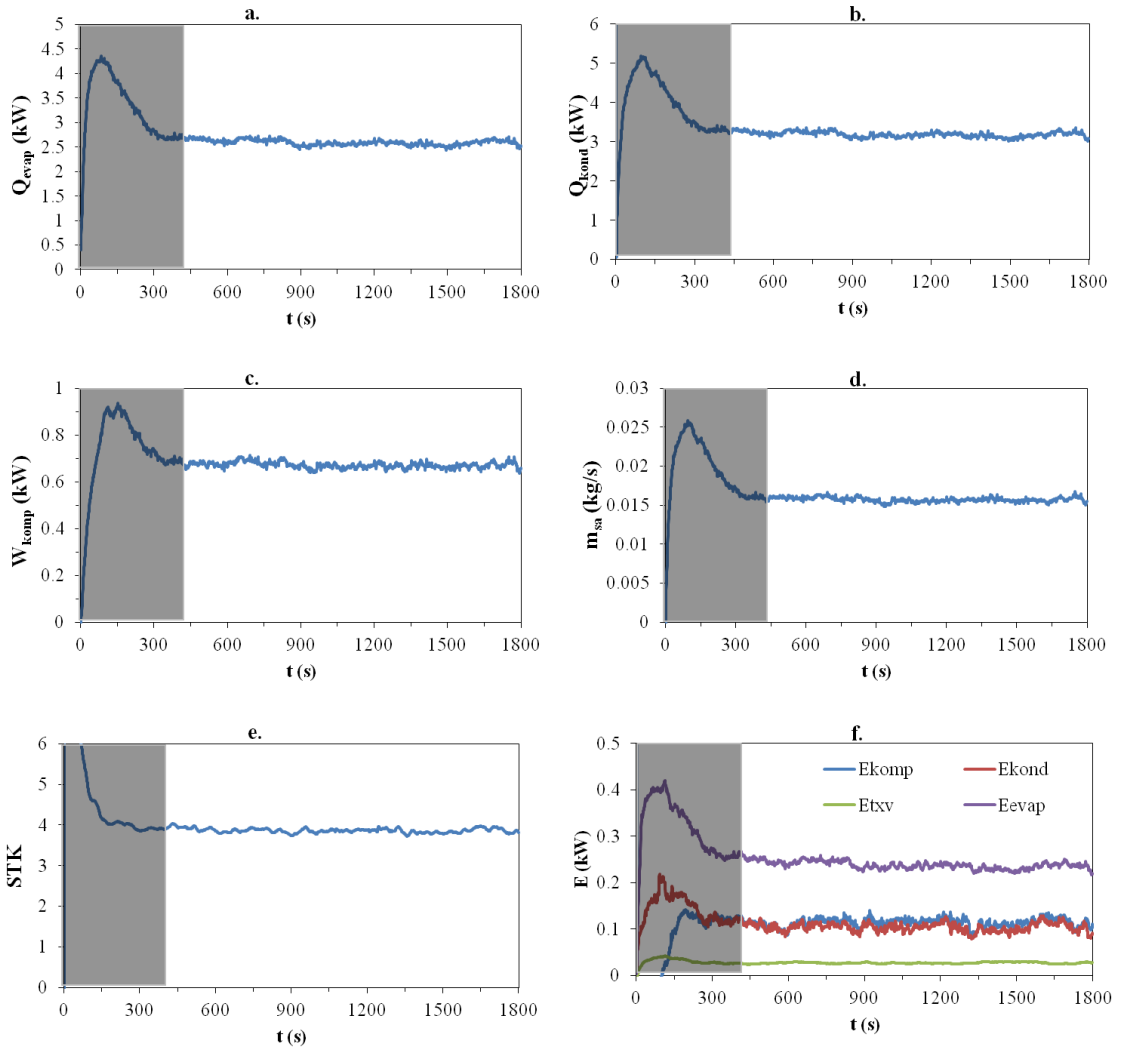 a.
5
4.5
4
3.5
3
2.5
2
1.5
1
0.5
0
Qevap (kW)
0 300 600 900 1200 1500 1800
t (s)
b.
6
5
4
3
2
1
0
Qkond (kW)
0 300 600 900 1200 1500 1800
t (s)
c.
1
0.8
0.6
0.4
0.2
0
Wkomp (kW)
0 300 600 900 1200 1500 1800
t (s)
d.
0.03
0.025
0.02
0.015
0.01
0.005
0
msa (kg/s)
0 300 600 900 1200 1500 1800
t (s)
e.
6
5
4
3
2
1
0
STK
0 300 600 900 1200 1500 1800
t (s)
f.
0.5
0.4
0.3
0.2
0.1
0
E (kW)
Ekomp Ekond
Etxv Eevap
0 300 600 900 1200 1500 1800
t (s)